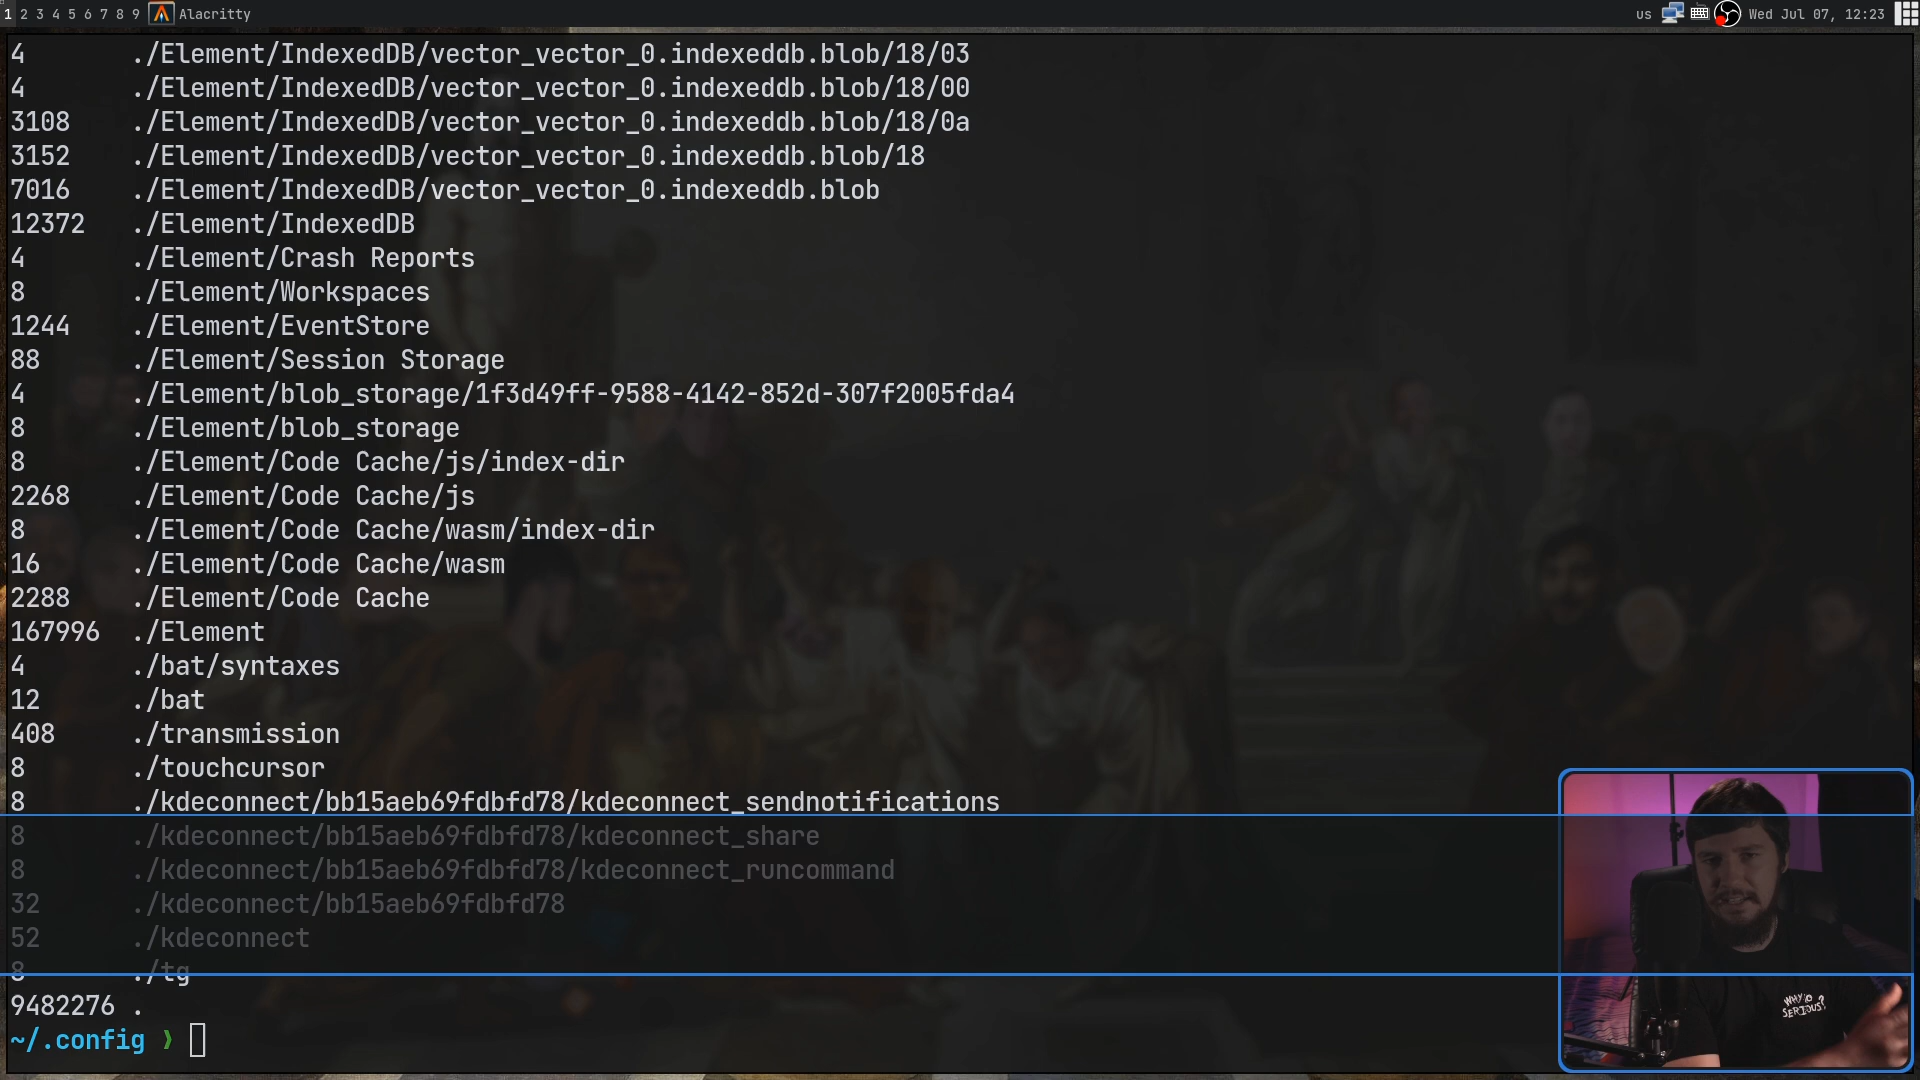 1 2 3 4 5 6 7 8 9 Alacritty us Wed Jul 07, 12:23
4 ./Element/IndexedDB/vector_vector_0.indexeddb.blob/18/03
4 ./Element/IndexedDB/vector_vector_0.indexeddb.blob/18/00
3108 ./Element/IndexedDB/vector_vector_0.indexeddb.blob/18/0a
3152 ./Element/IndexedDB/vector_vector_0.indexeddb.blob/18
7016 ./Element/IndexedDB/vector_vector_0.indexeddb.blob
12372 ./Element/IndexedDB
4 ./Element/Crash Reports
8 ./Element/Workspaces
1244 ./Element/EventStore
88 ./Element/Session Storage
4 ./Element/blob_storage/1f3d49ff-9588-4142-852d-307f2005fda4
8 ./Element/blob_storage
8 ./Element/Code Cache/js/index-dir
2268 ./Element/Code Cache/js
8 ./Element/Code Cache/wasm/index-dir
16 ./Element/Code Cache/wasm
2288 ./Element/Code Cache
167996 ./Element
4 ./bat/syntaxes
12 ./bat
408 ./transmission
8 ./touchcursor
8 ./kdeconnect/bb15aeb69fdbfd78/kdeconnect_sendnotifications
8 ./kdeconnect/bb15aeb69fdbfd78/kdeconnect_share
8 ./kdeconnect/bb15aeb69fdbfd78/kdeconnect_runcommand
32 ./kdeconnect/bb15aeb69fdbfd78
52 ./kdeconnect
8 ./tg
9482276 .
~/.config ❯
WHY SO
SERIOUS?